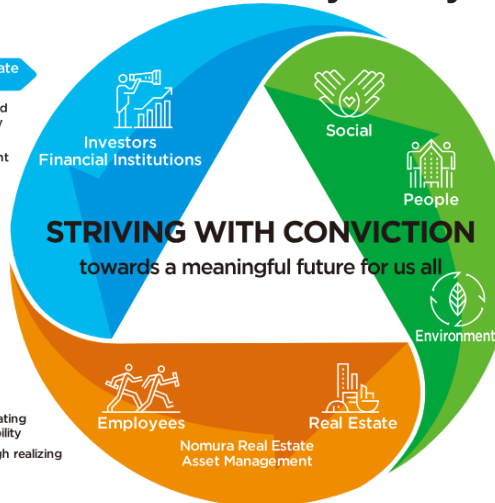 ate
d
nt
Investors
Financial Institutions
Social
People
STRIVING WITH CONVICTION
towards a meaningful future for us all
Environment
Employees
Real Estate
Nomura Real Estate
Asset Management
ating
ility
gh realizing